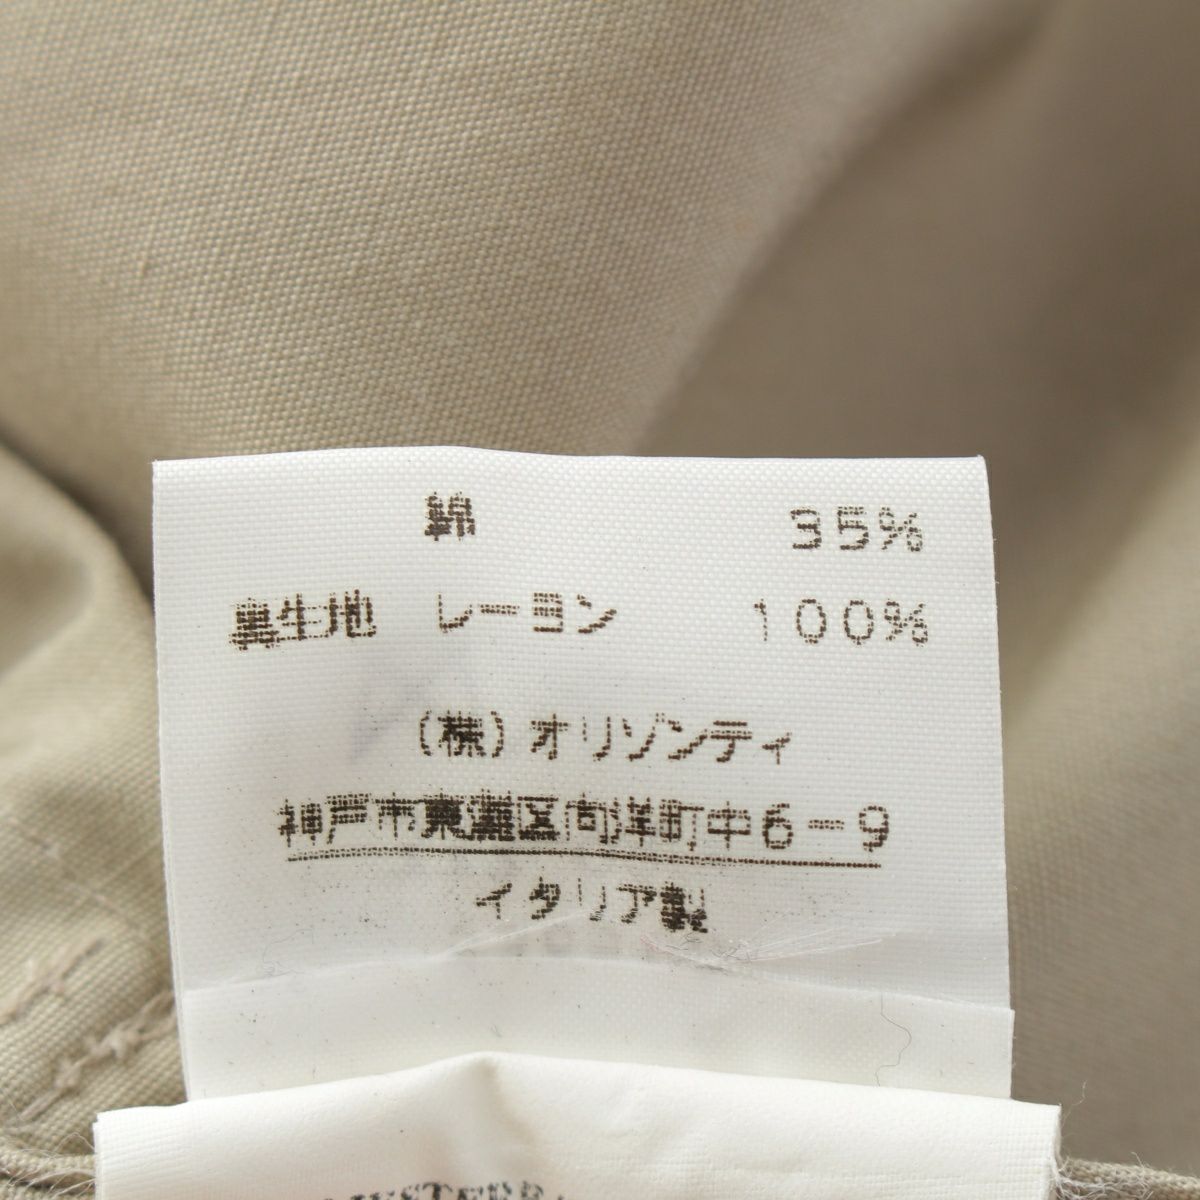 綿 35%
裏生地 レーヨン 100%
(株)オリゾンティ
神戸市東灘区向洋町中6-9
イタリア製